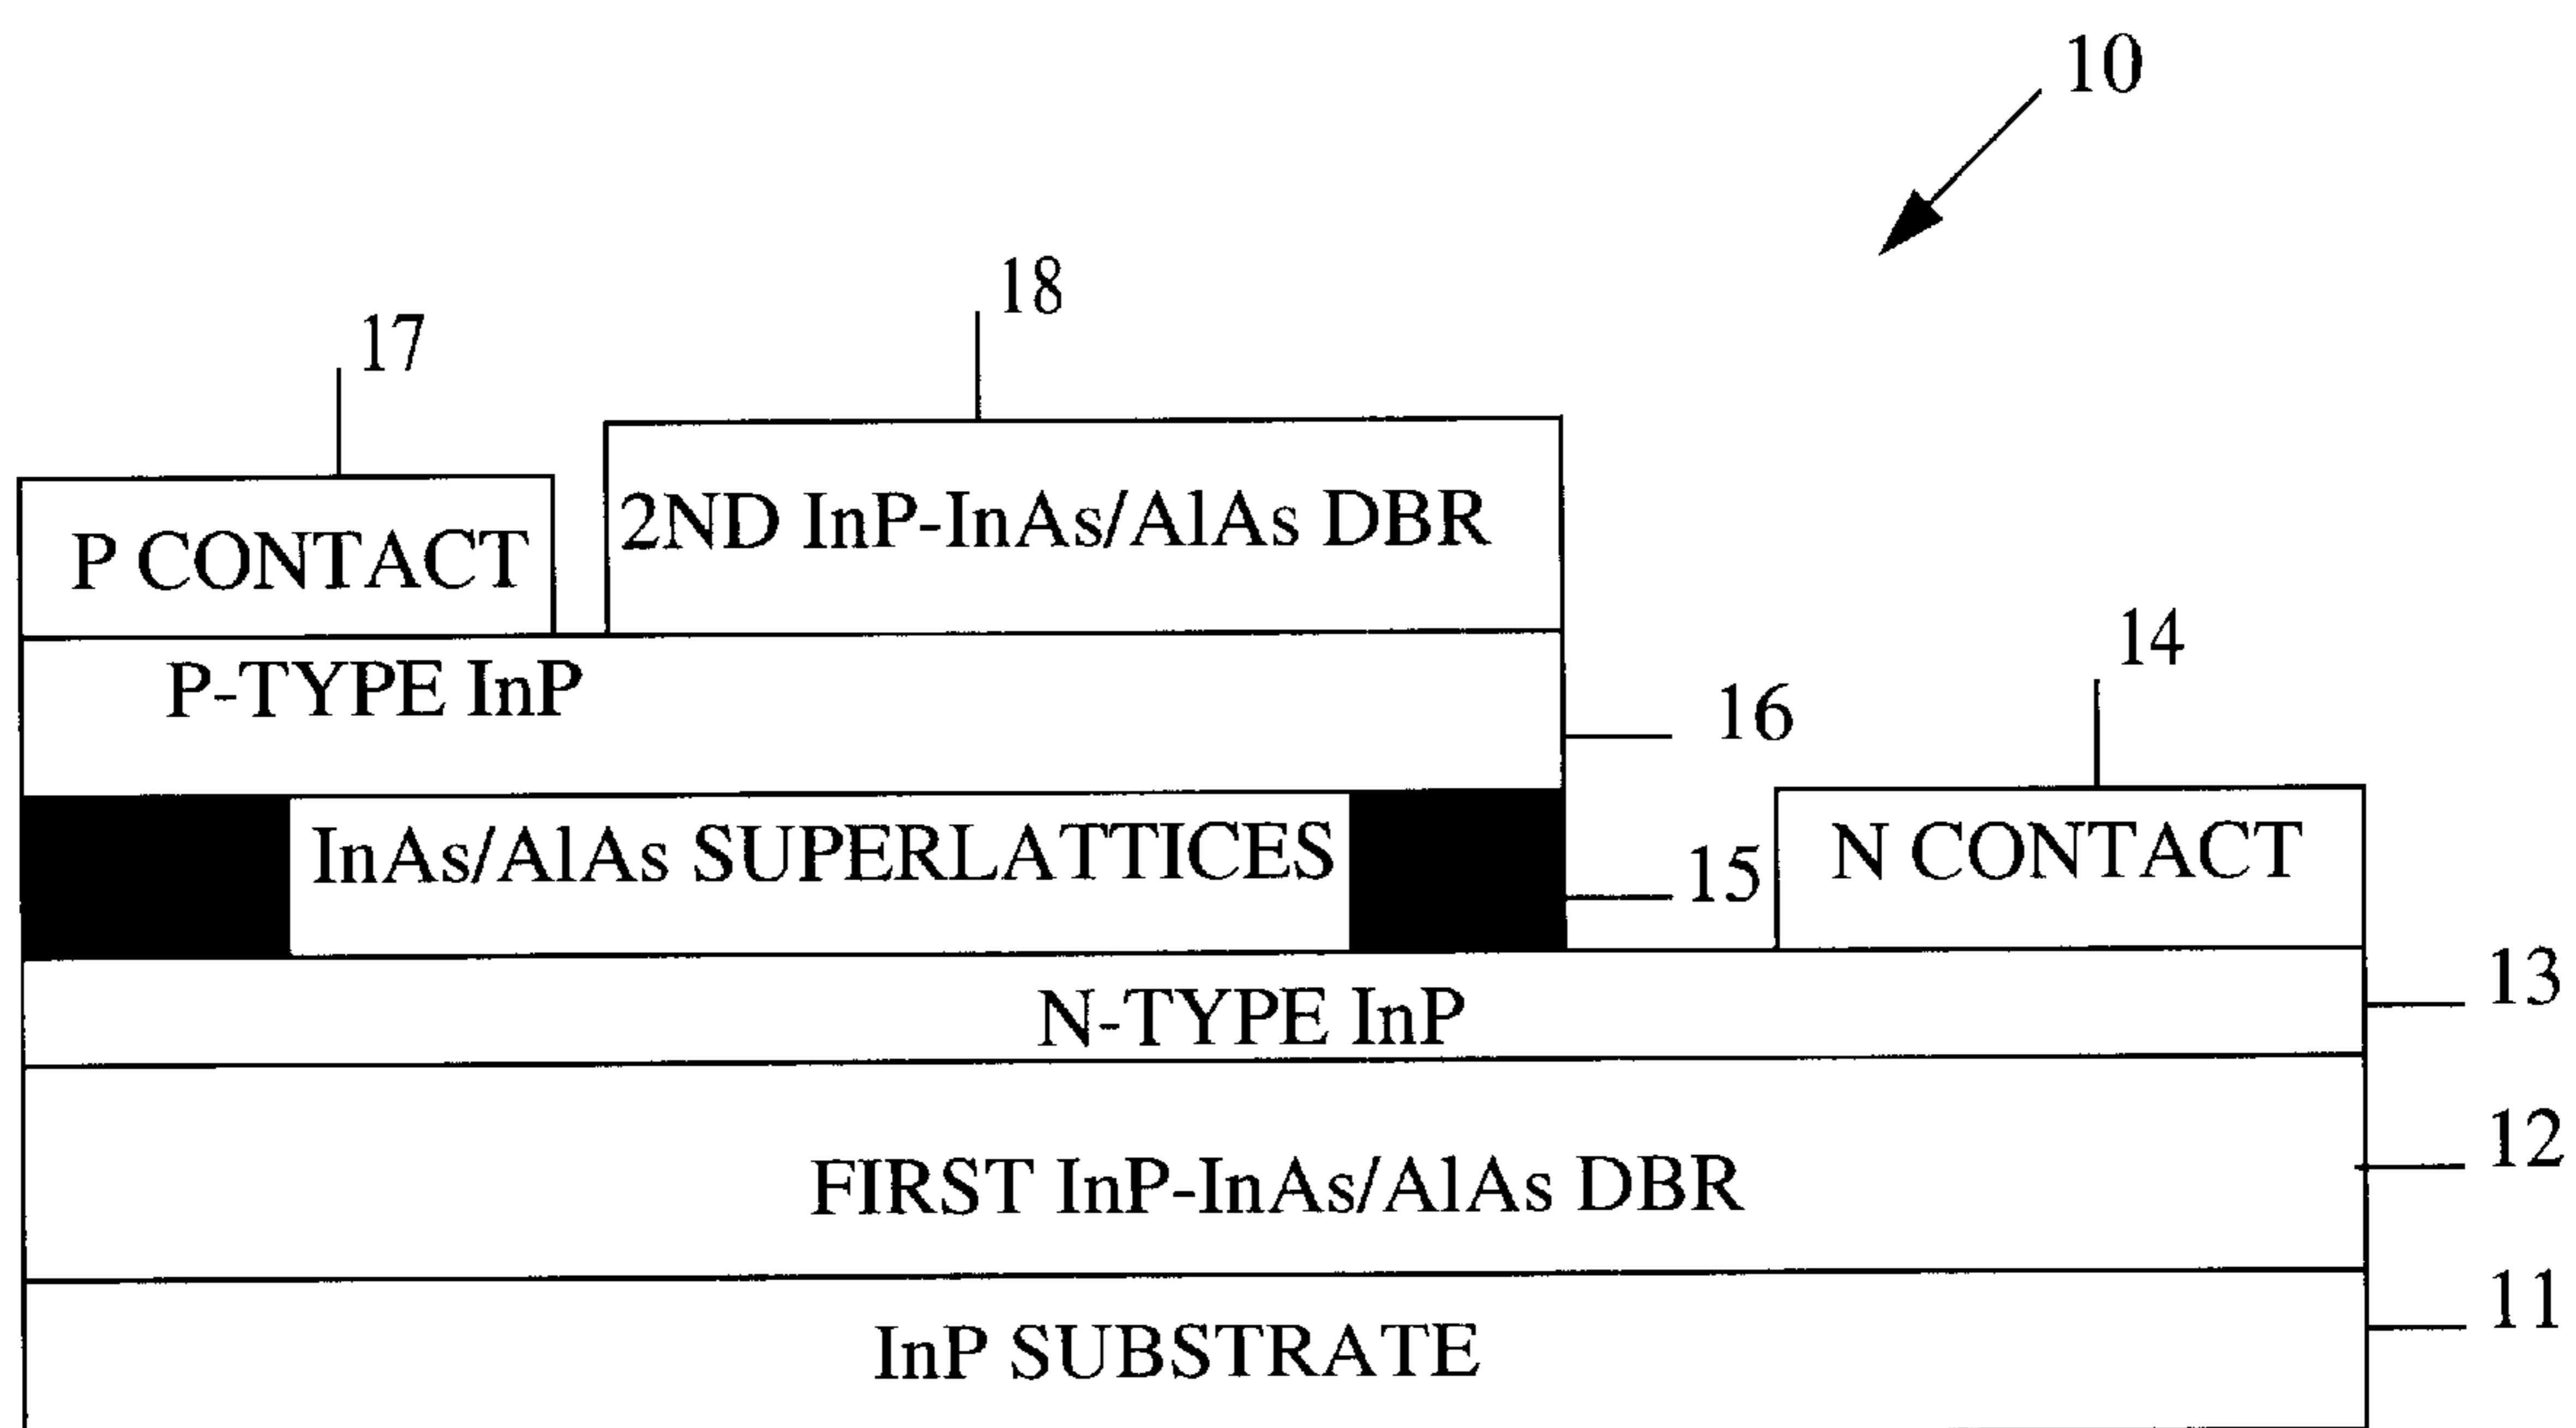 10
18
17
2ND InP-InAs/AlAs DBR
P CONTACT
14
P-TYPE InP
16
InAs/AlAs SUPERLATTICES
15
N CONTACT
13
N-TYPE InP
12
FIRST InP-InAs/AlAs DBR
11
InP SUBSTRATE